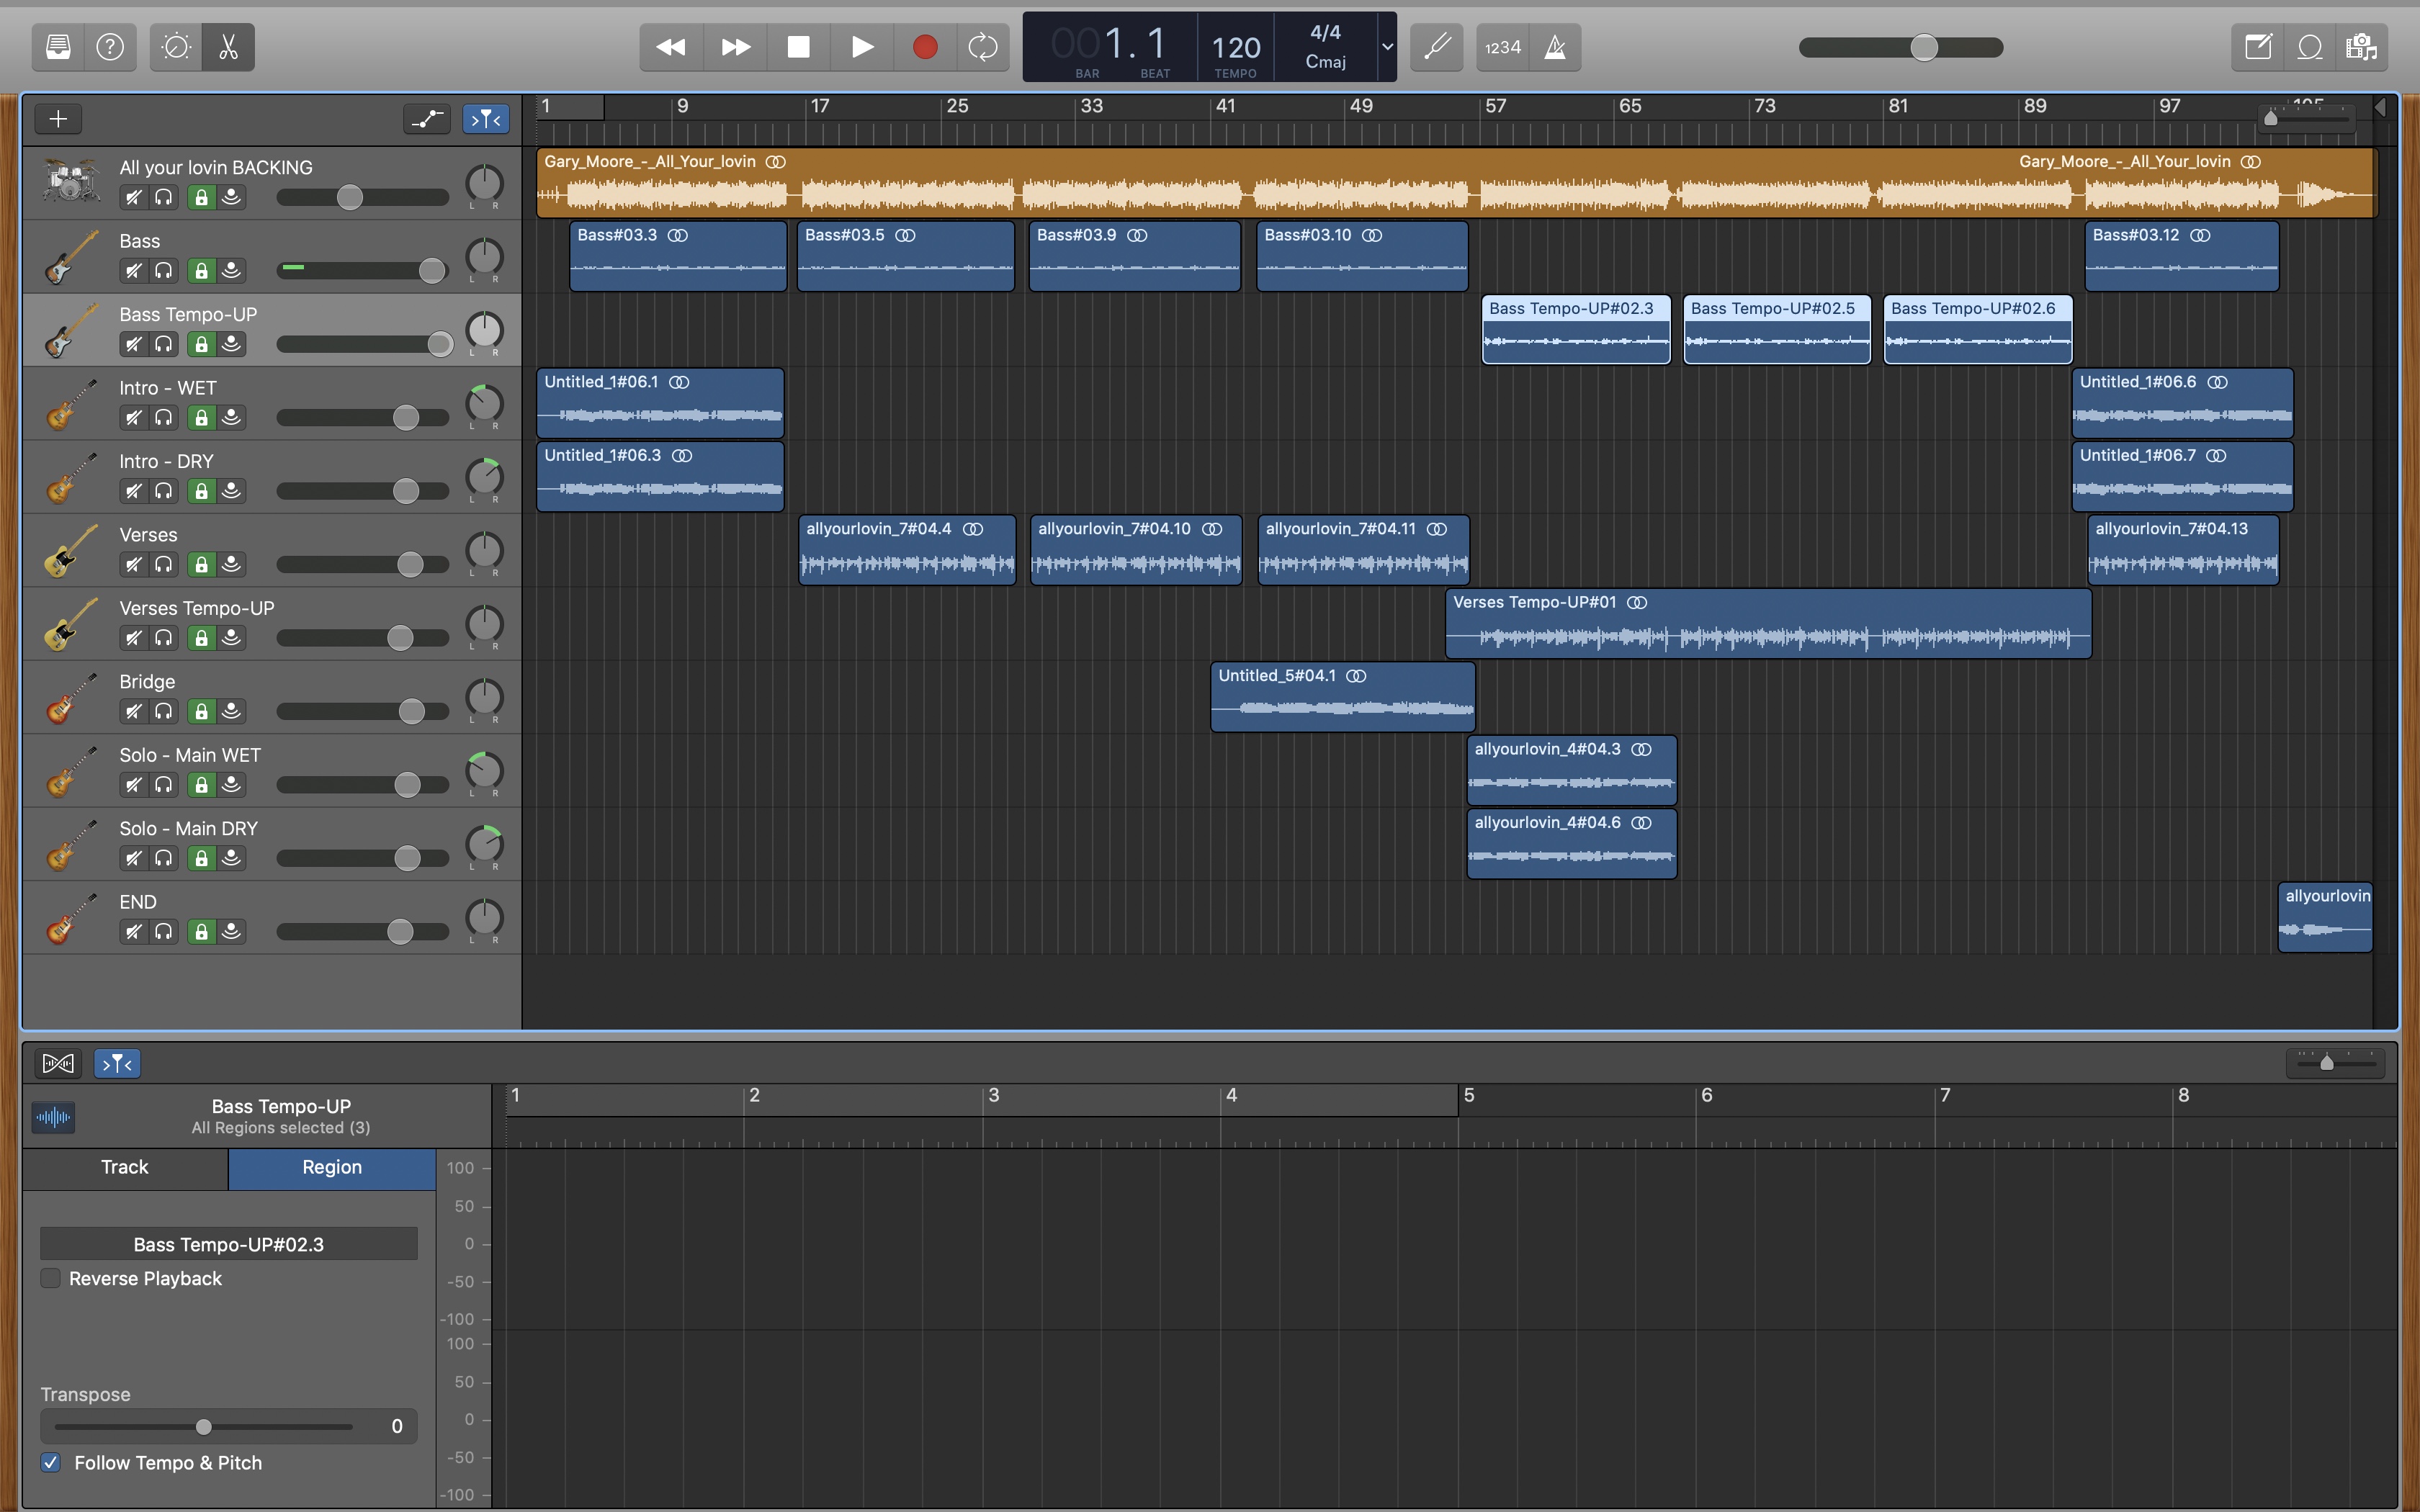 001. 1 120 4/4
Cmaj
BAR BEAT TEMPO
1234
1 9 17 25 33 41 49 57 65 73 81 89 97 105
All your lovin BACKING
L R
Gary_Moore_-_All_Your_lovin Gary_Moore_-_All_Your_lovin
Bass
L R
Bass#03.3 Bass#03.5 Bass#03.9 Bass#03.10 Bass#03.12
Bass Tempo-UP
L R
Bass Tempo-UP#02.3 Bass Tempo-UP#02.5 Bass Tempo-UP#02.6
Intro - WET
L R
Untitled_1#06.1 Untitled_1#06.6
Intro - DRY
L R
Untitled_1#06.3 Untitled_1#06.7
Verses
L R
allyourlovin_7#04.4 allyourlovin_7#04.10 allyourlovin_7#04.11 allyourlovin_7#04.13
Verses Tempo-UP
L R
Verses Tempo-UP#01
Bridge
L R
Untitled_5#04.1
Solo - Main WET
L R
allyourlovin_4#04.3
Solo - Main DRY
L R
allyourlovin_4#04.6
END
L R
allyourlovin
1 2 3 4 5 6 7 8
Bass Tempo-UP
All Regions selected (3)
Track Region
Bass Tempo-UP#02.3
Reverse Playback
Transpose
0
Follow Tempo & Pitch
100
50
0
-50
-100
100
50
0
-50
-100